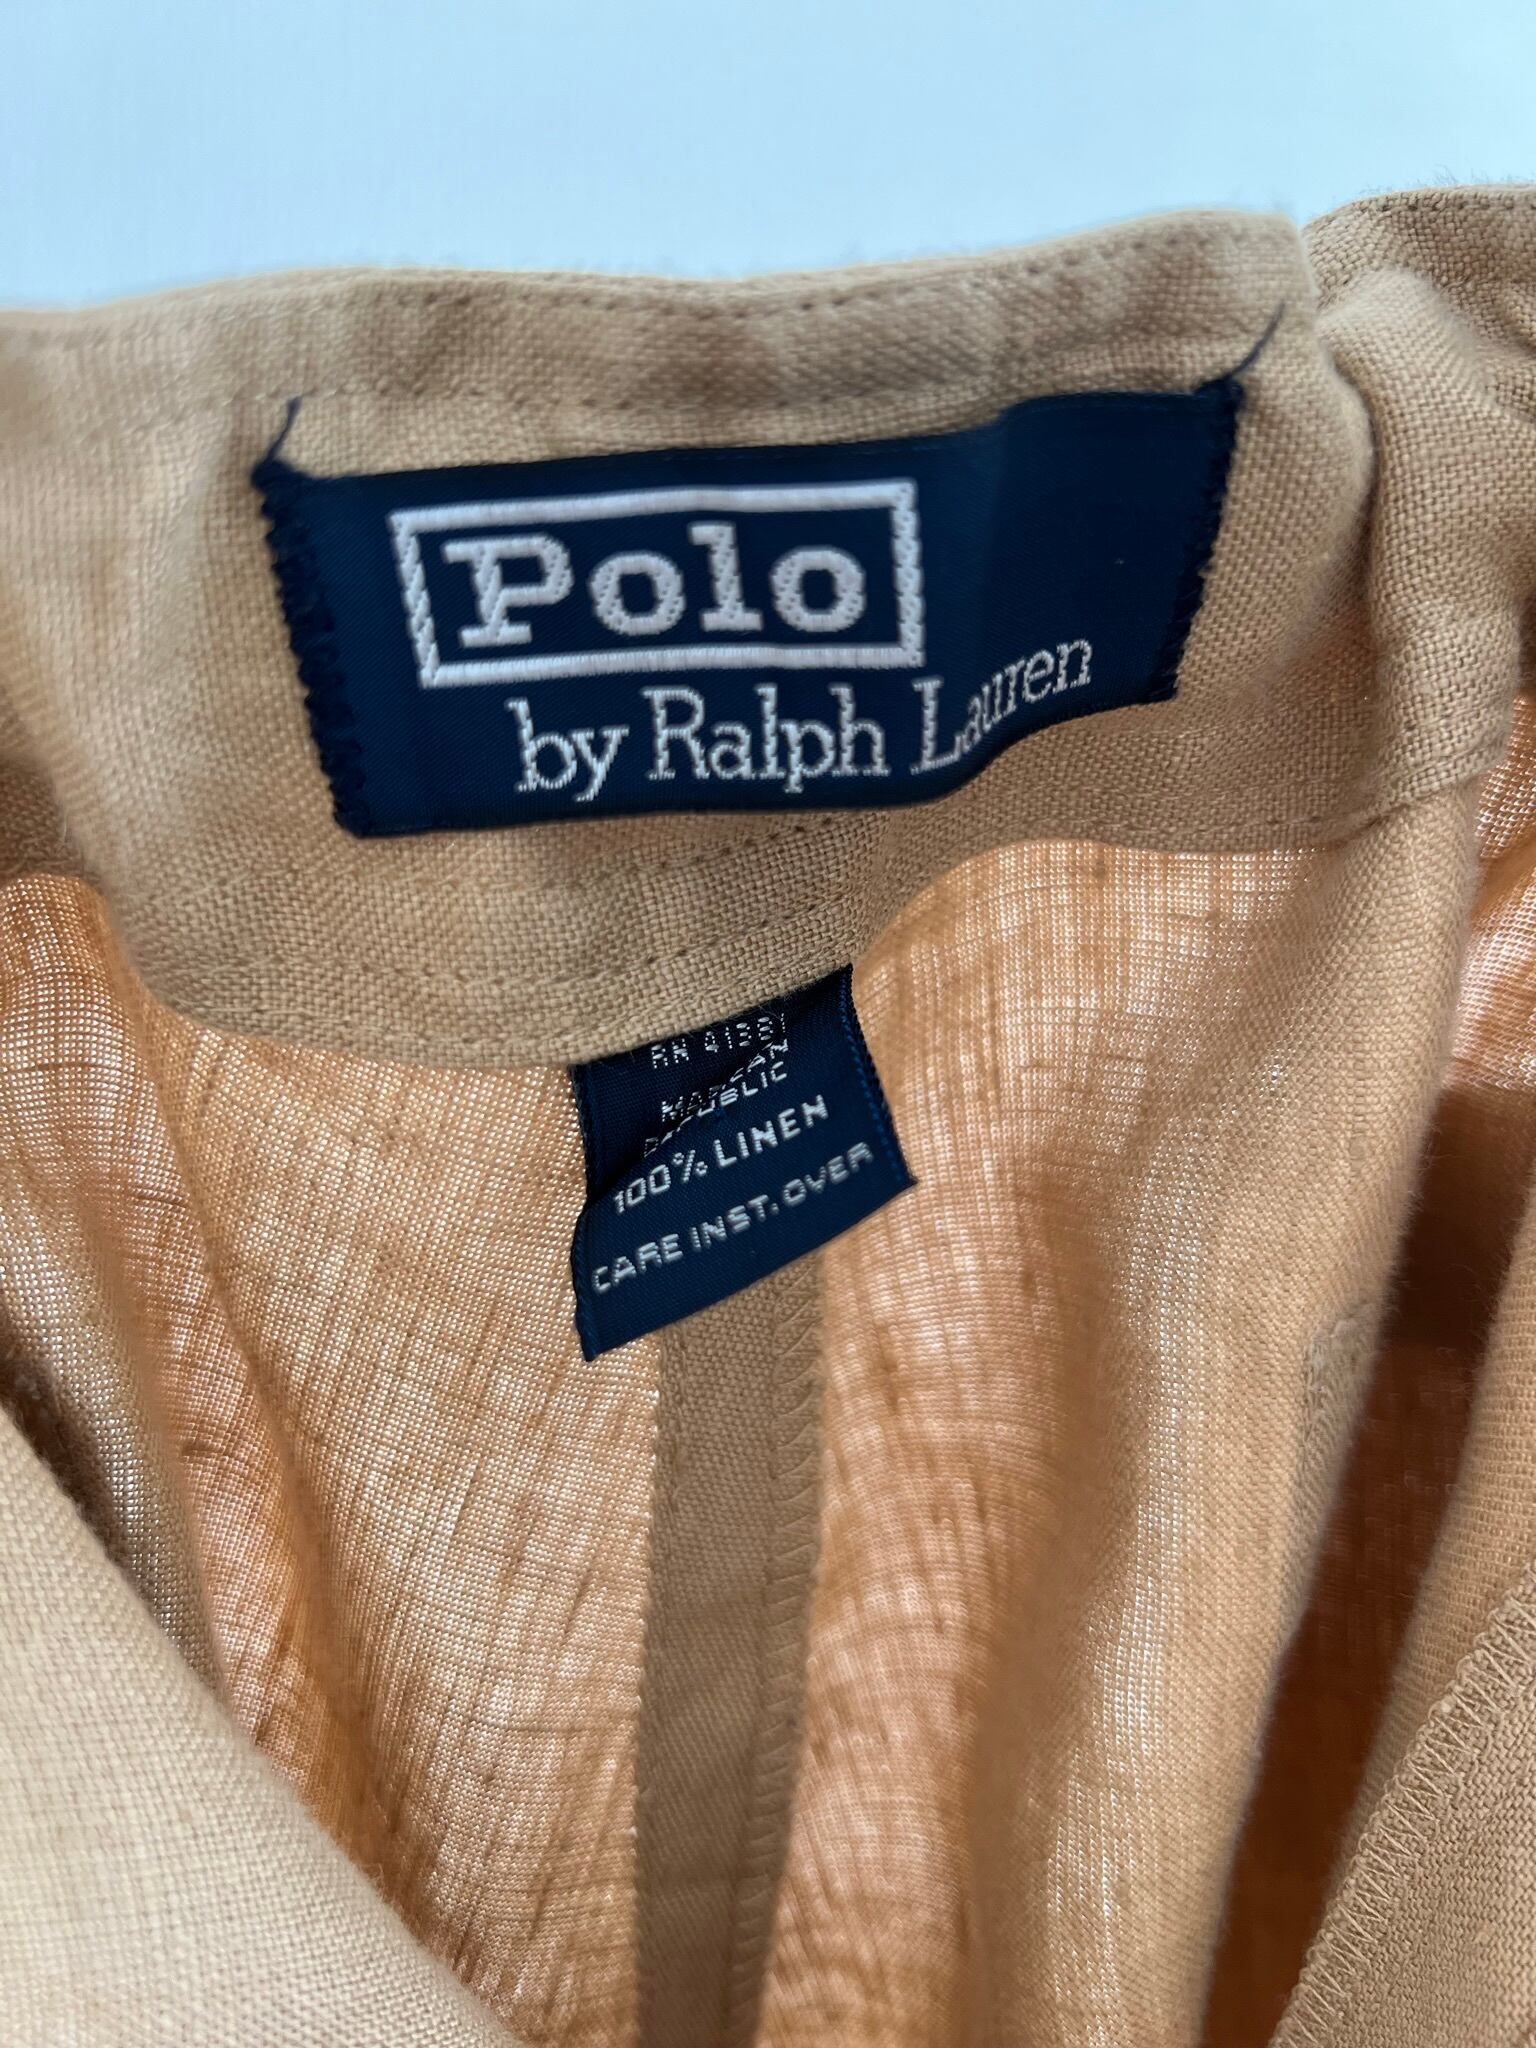 Polo
by Ralph Lauren
100% LINEN
CARE INST. OVER